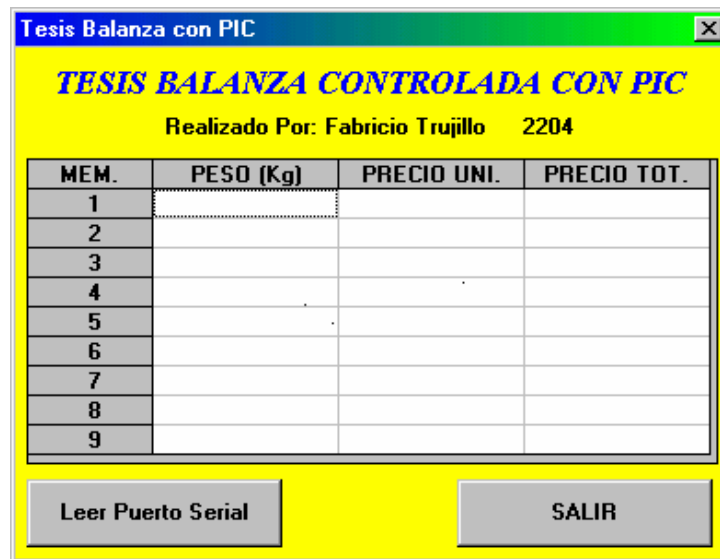 Tesis Balanza con PIC
TESIS BALANZA CONTROLADA CON PIC
Realizado Por: Fabricio Trujillo 2204
MEM. PESO (Kg) PRECIO UNI. PRECIO TOT.
1
2
3
4
5
6
7
8
9
Leer Puerto Serial SALIR